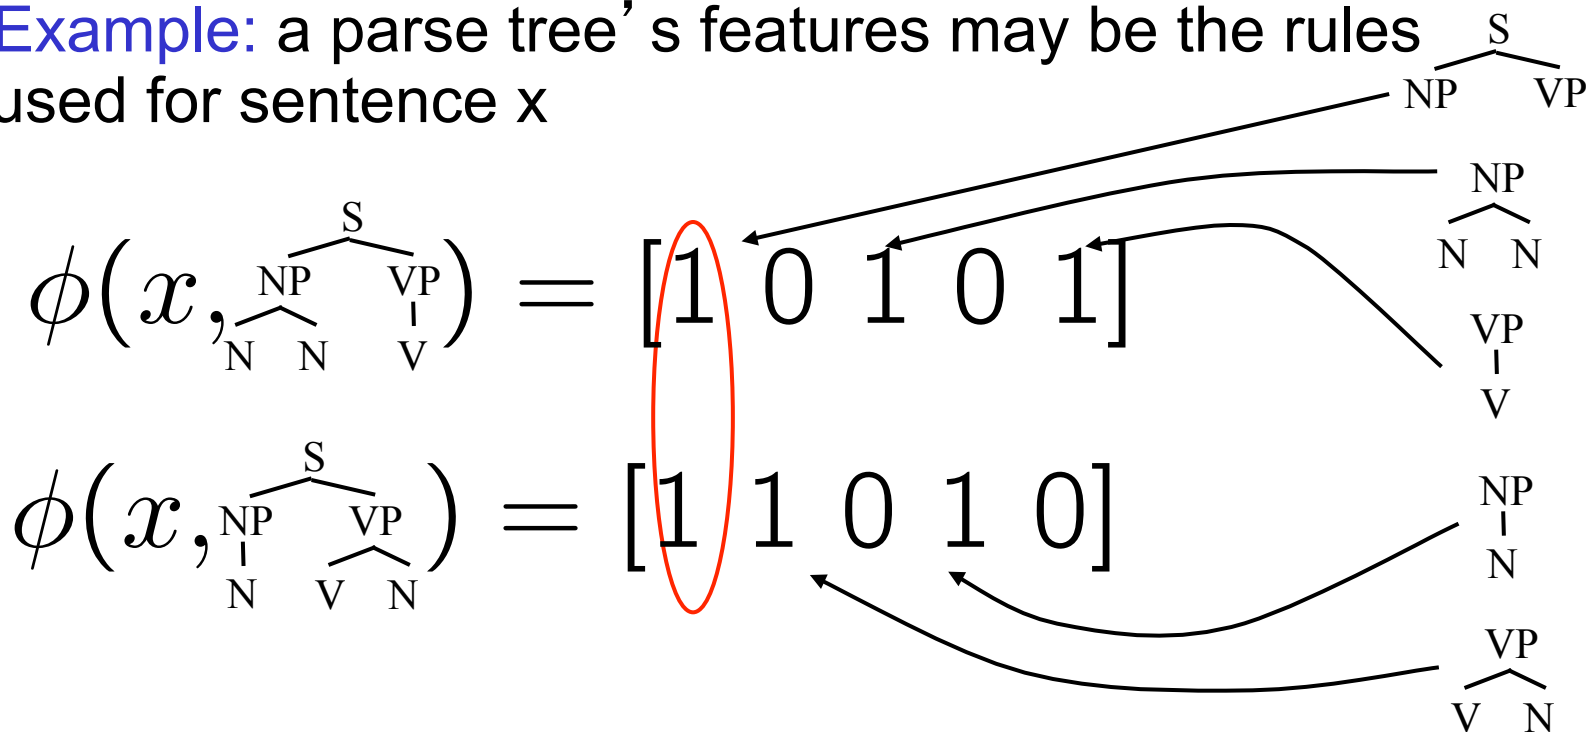 Example: a parse tree’s features may be the rules
used for sentence x
S
NP VP
NP
N N
VP
V
NP
N
VP
V N
ϕ(x, S NP VP N N V) = [1 0 1 0 1]
ϕ(x, S NP VP N V N) = [1 1 0 1 0]